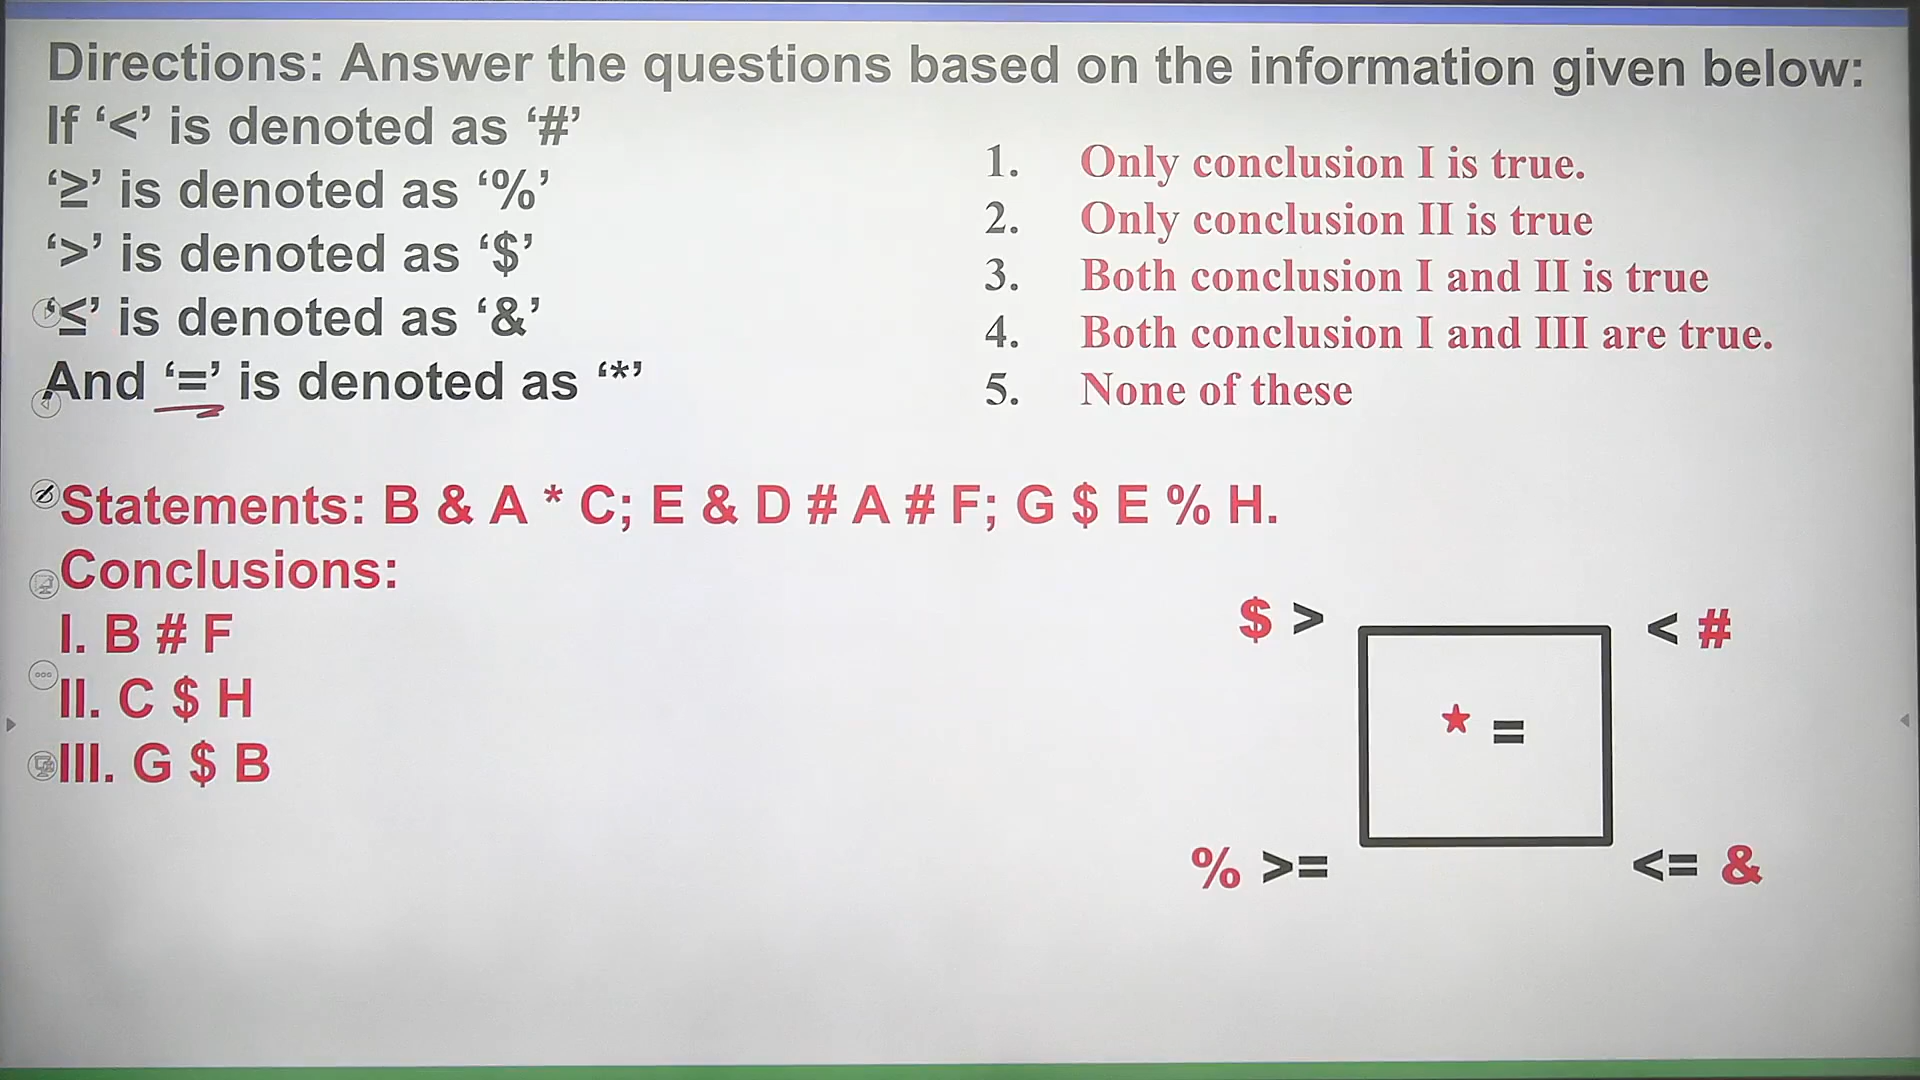 Directions: Answer the questions based on the information given below:
If ‘<’ is denoted as ‘#’
‘≥’ is denoted as ‘%’
‘>’ is denoted as ‘$’
‘≤’ is denoted as ‘&’
And ‘=’ is denoted as ‘*’
1. Only conclusion I is true.
2. Only conclusion II is true
3. Both conclusion I and II is true
4. Both conclusion I and III are true.
5. None of these
Statements: B & A * C; E & D # A # F; G $ E % H.
Conclusions:
I. B # F
II. C $ H
III. G $ B
$ > < #
* =
% >= <= &